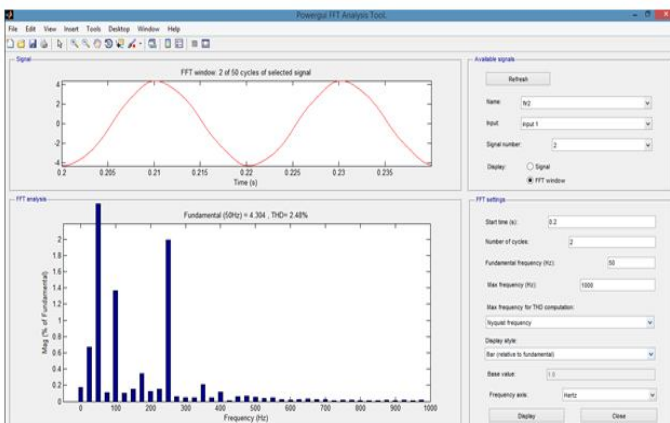 Powergui FFT Analysis Tool.
File Edit View Insert Tools Desktop Window Help
Signal
FFT window: 2 of 50 cycles of selected signal
4
2
0
-2
-4
0.2 0.205 0.21 0.215 0.22 0.225 0.23 0.235
Time (s)
FFT analysis
Fundamental (50Hz) = 4.304 , THD= 2.48%
Mag (% of Fundamental)
2
1.8
1.6
1.4
1.2
1
0.8
0.6
0.4
0.2
0
0 100 200 300 400 500 600 700 800 900 1000
Frequency (Hz)
Available signals
Refresh
Name:
Input: input 1
Signal number: 2
Display: Signal
FFT window
FFT settings
Start time (s): 0.2
Number of cycles: 2
Fundamental frequency (Hz): 50
Max frequency (Hz): 1000
Max frequency for THD computation:
Nyquist frequency
Display style:
Bar (relative to fundamental)
Base value: 1.0
Frequency axis: Hertz
Display Close